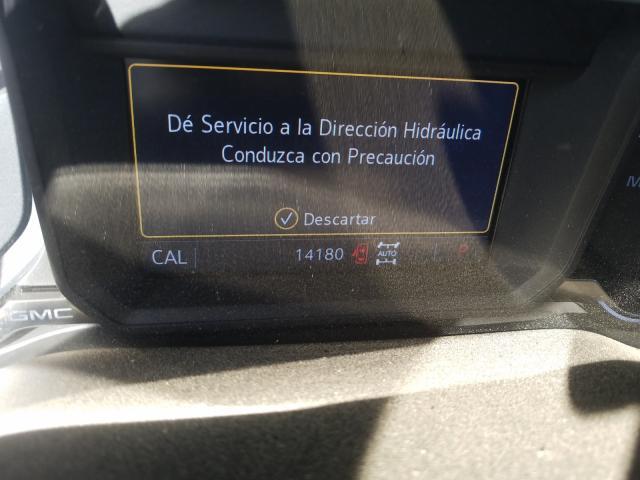 Dé Servicio a la Dirección Hidráulica
Conduzca con Precaución
Descartar
CAL 14180 AUTO
GMC